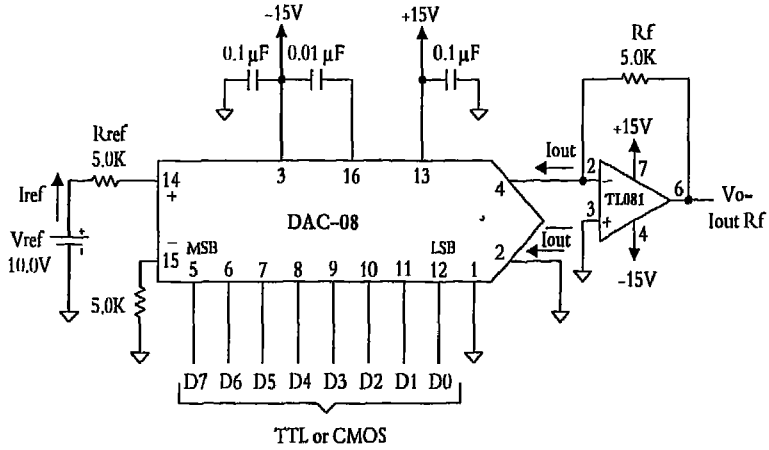 -15V
+15V
0.1 µF
0.01 µF
0.1 µF
Rf
5.0K
Rref
5.0K
Iref
Vref
10.0V
+
-
14
+
3
16
13
4
Iout
2
-
+15V
7
TL081
6
Vo-
Iout Rf
3
+
4
-15V
DAC-08
-
15
MSB
LSB
2
Iout
5
6
7
8
9
10
11
12
1
5.0K
D7
D6
D5
D4
D3
D2
D1
D0
TTL or CMOS